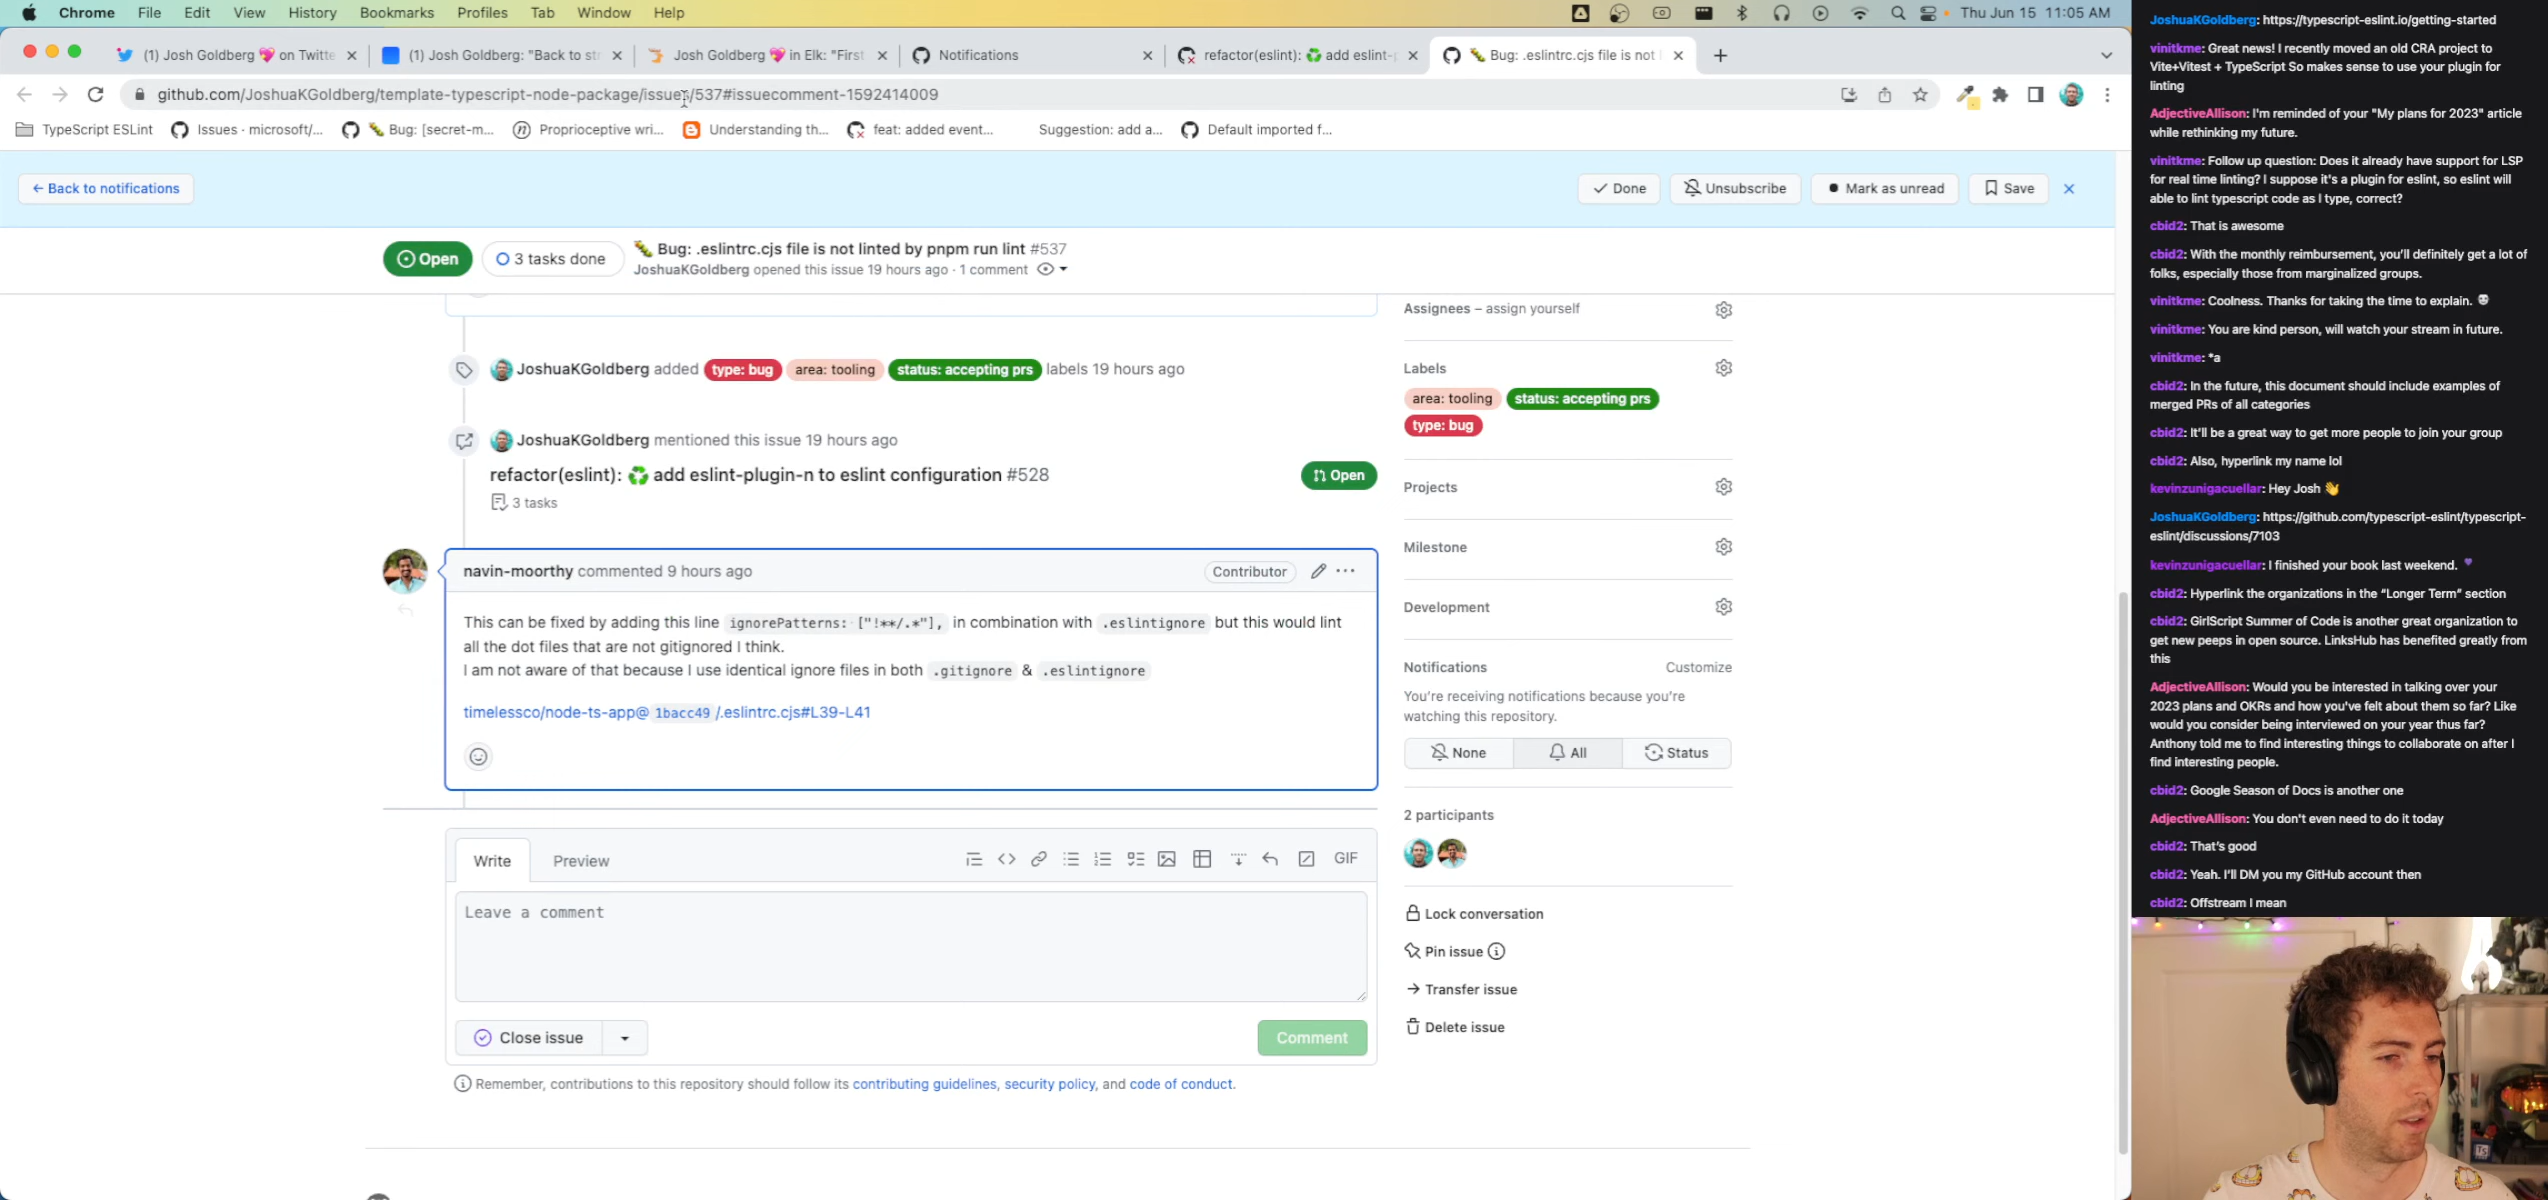 Chrome File Edit View History Bookmarks Profiles Tab Window Help Thu Jun 15 11:05 AM
(1) Josh Goldberg 💖 on Twitte
(1) Josh Goldberg: "Back to str
Josh Goldberg 💖 in Elk: "First
Notifications
refactor(eslint): ♻️ add eslint-p
🐛 Bug: .eslintrc.cjs file is not l
github.com/JoshuaKGoldberg/template-typescript-node-package/issues/537#issuecomment-1592414009
TypeScript ESLint
Issues · microsoft/...
🐛 Bug: [secret-m...
Proprioceptive wri...
Understanding th...
feat: added event...
Suggestion: add a...
Default imported f...
← Back to notifications
Done
Unsubscribe
Mark as unread
Save
Open
3 tasks done
🐛 Bug: .eslintrc.cjs file is not linted by pnpm run lint #537
JoshuaKGoldberg opened this issue 19 hours ago · 1 comment
JoshuaKGoldberg added type: bug area: tooling status: accepting prs labels 19 hours ago
JoshuaKGoldberg mentioned this issue 19 hours ago
refactor(eslint): ♻️ add eslint-plugin-n to eslint configuration #528
Open
3 tasks
navin-moorthy commented 9 hours ago
Contributor
This can be fixed by adding this line ignorePatterns: ["!**/.*"], in combination with .eslintignore but this would lint
all the dot files that are not gitignored I think.
I am not aware of that because I use identical ignore files in both .gitignore & .eslintignore
timelessco/node-ts-app@1bacc49/.eslintrc.cjs#L39-L41
Write
Preview
GIF
Leave a comment
Close issue
Comment
Remember, contributions to this repository should follow its contributing guidelines, security policy, and code of conduct.
Assignees – assign yourself
Labels
area: tooling status: accepting prs
type: bug
Projects
Milestone
Development
Notifications
Customize
You're receiving notifications because you're
watching this repository.
None
All
Status
2 participants
Lock conversation
Pin issue
Transfer issue
Delete issue
JoshuaKGoldberg: https://typescript-eslint.io/getting-started
vinitkme: Great news! I recently moved an old CRA project to
Vite+Vitest + TypeScript So makes sense to use your plugin for
linting
AdjectiveAllison: I'm reminded of your "My plans for 2023" article
while rethinking my future.
vinitkme: Follow up question: Does it already have support for LSP
for real time linting? I suppose it's a plugin for eslint, so eslint will
able to lint typescript code as I type, correct?
cbid2: That is awesome
cbid2: With the monthly reimbursement, you'll definitely get a lot of
folks, especially those from marginalized groups.
vinitkme: Coolness. Thanks for taking the time to explain.
vinitkme: You are kind person, will watch your stream in future.
vinitkme: *a
cbid2: In the future, this document should include examples of
merged PRs of all categories
cbid2: It'll be a great way to get more people to join your group
cbid2: Also, hyperlink my name lol
kevinzunigacuellar: Hey Josh 👋
JoshuaKGoldberg: https://github.com/typescript-eslint/typescript-
eslint/discussions/7103
kevinzunigacuellar: I finished your book last weekend. 💜
cbid2: Hyperlink the organizations in the “Longer Term” section
cbid2: GirlScript Summer of Code is another great organization to
get new peeps in open source. LinksHub has benefited greatly from
this
AdjectiveAllison: Would you be interested in talking over your
2023 plans and OKRs and how you've felt about them so far? Like
would you consider being interviewed on your year thus far?
Anthony told me to find interesting things to collaborate on after I
find interesting people.
cbid2: Google Season of Docs is another one
AdjectiveAllison: You don't even need to do it today
cbid2: That's good
cbid2: Yeah. I'll DM you my GitHub account then
cbid2: Offstream I mean